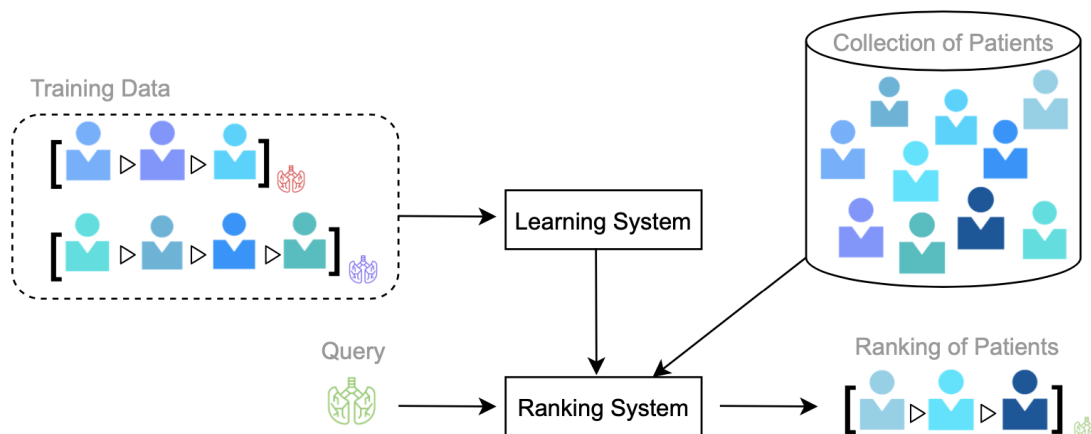 Collection of Patients
Training Data
Learning System
Query
Ranking System
Ranking of Patients